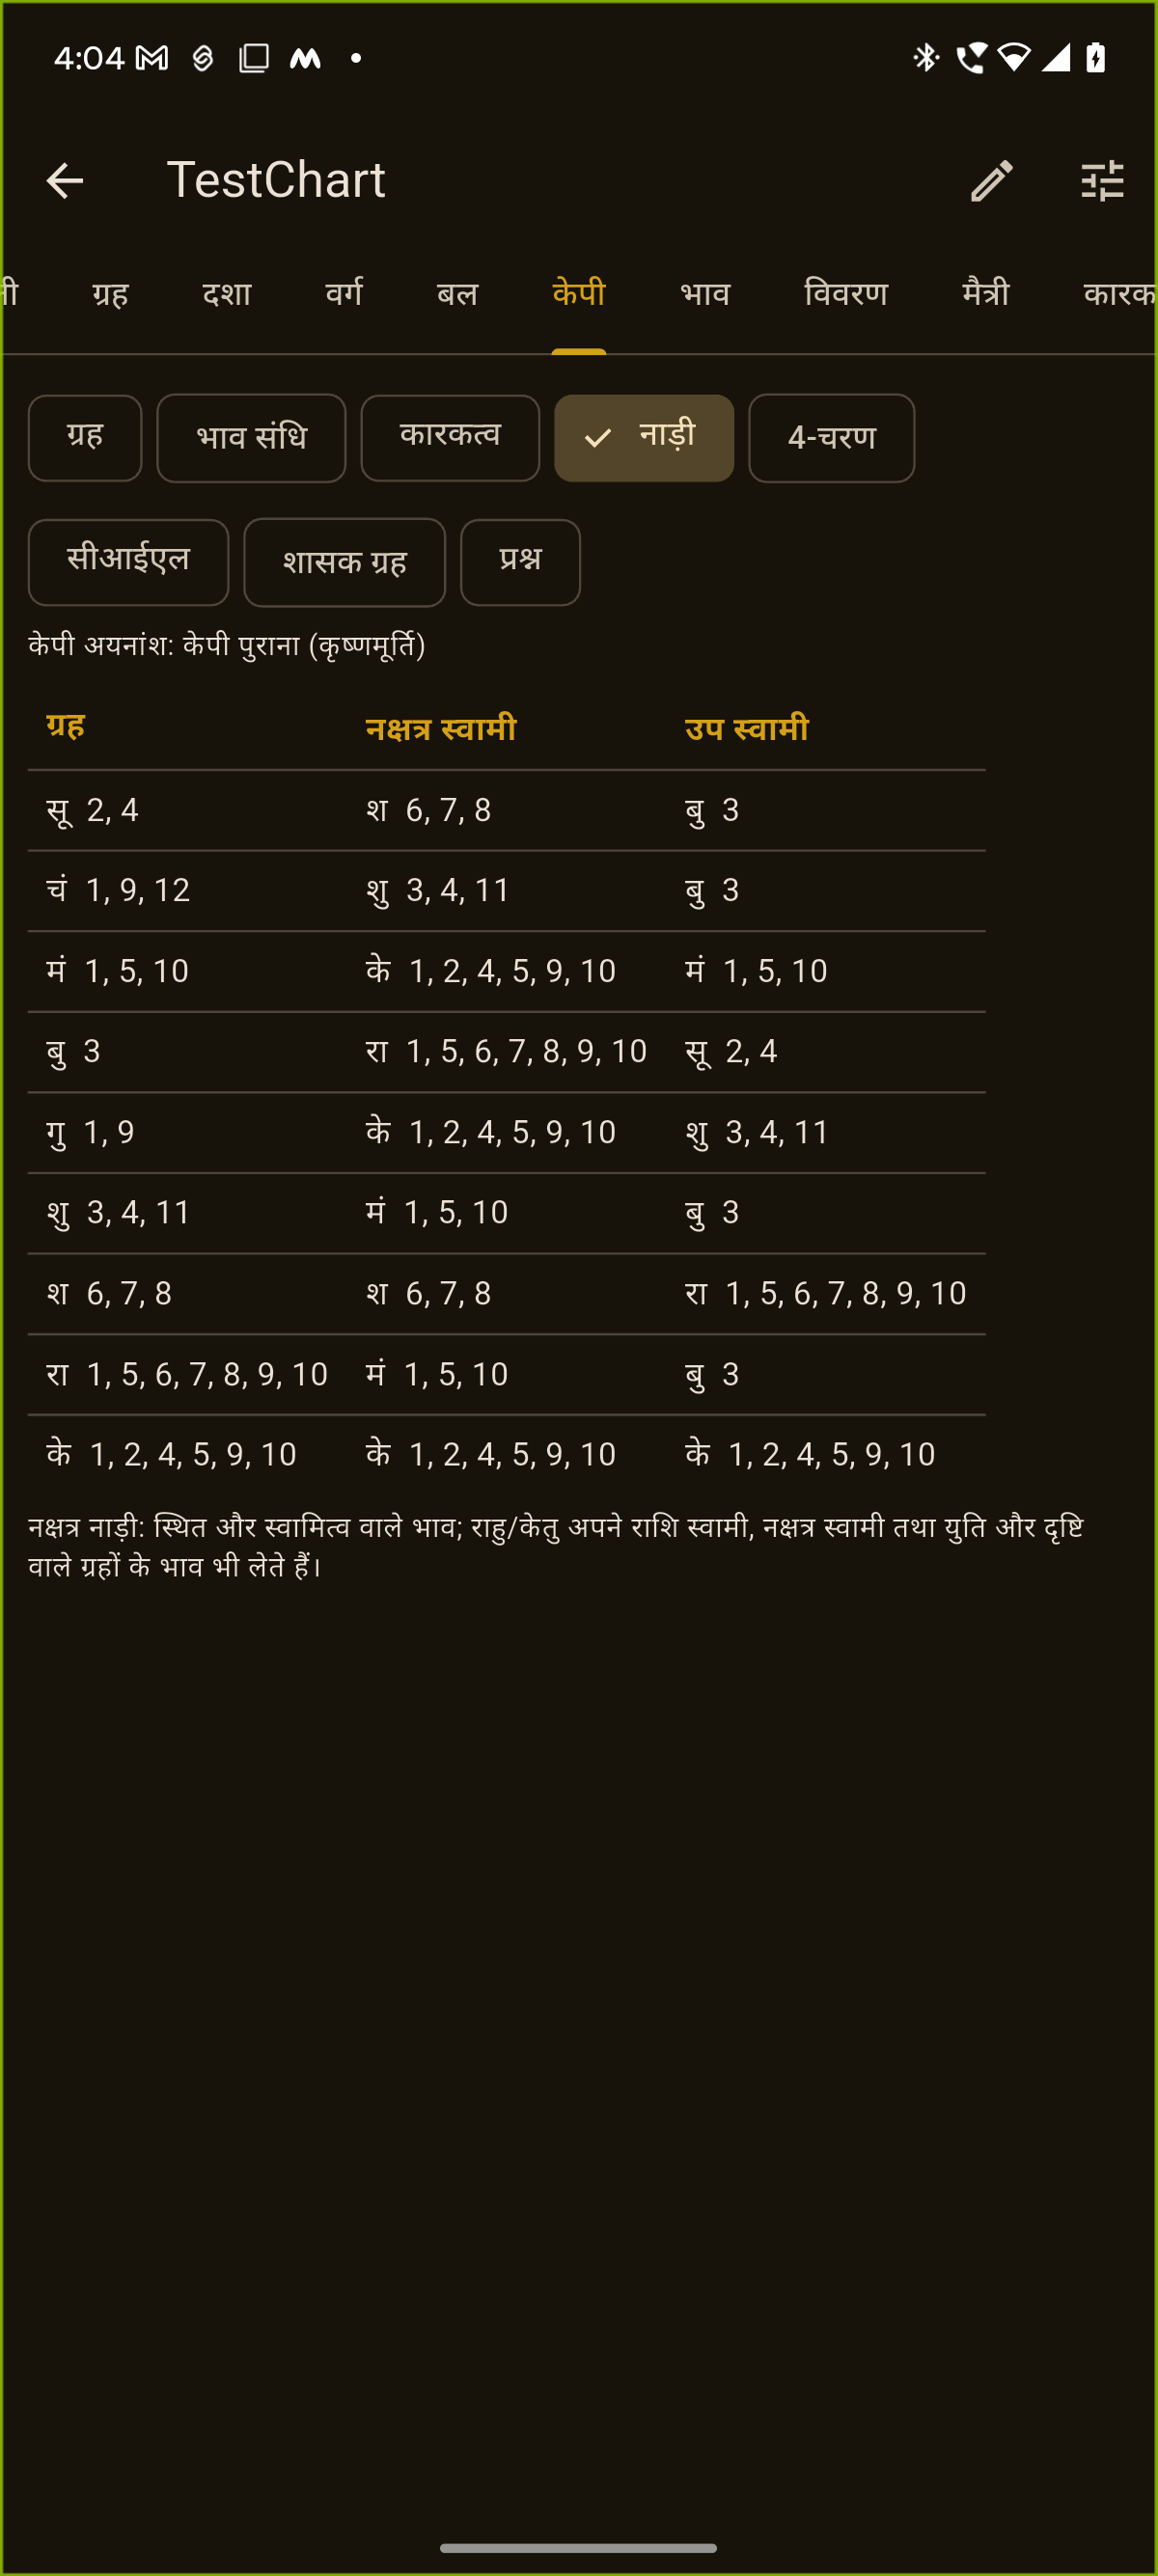 4:04
TestChart
ग्रह दशा वर्ग बल केपी भाव विवरण मैत्री कारक
ग्रह भाव संधि कारकत्व नाड़ी 4-चरण
सीआईएल शासक ग्रह प्रश्न
केपी अयनांश: केपी पुराना (कृष्णमूर्ति)
ग्रह नक्षत्र स्वामी उप स्वामी
सू 2, 4 श 6, 7, 8 बु 3
चं 1, 9, 12 शु 3, 4, 11 बु 3
मं 1, 5, 10 के 1, 2, 4, 5, 9, 10 मं 1, 5, 10
बु 3 रा 1, 5, 6, 7, 8, 9, 10 सू 2, 4
गु 1, 9 के 1, 2, 4, 5, 9, 10 शु 3, 4, 11
शु 3, 4, 11 मं 1, 5, 10 बु 3
श 6, 7, 8 श 6, 7, 8 रा 1, 5, 6, 7, 8, 9, 10
रा 1, 5, 6, 7, 8, 9, 10 मं 1, 5, 10 बु 3
के 1, 2, 4, 5, 9, 10 के 1, 2, 4, 5, 9, 10 के 1, 2, 4, 5, 9, 10
नक्षत्र नाड़ी: स्थित और स्वामित्व वाले भाव; राहु/केतु अपने राशि स्वामी, नक्षत्र स्वामी तथा युति और दृष्टि
वाले ग्रहों के भाव भी लेते हैं।